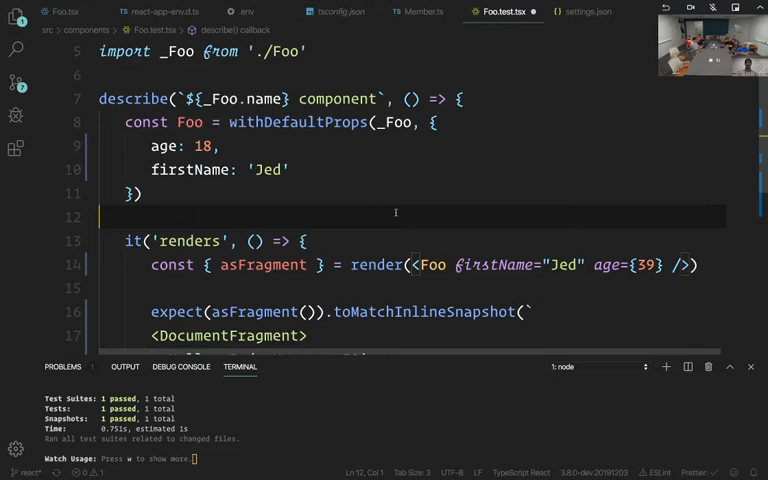 Foo.tsx
react-app-env.d.ts
.env
tsconfig.json
Member.ts
Foo.test.tsx
settings.json
1
src › components › Foo.test.tsx › describe() callback
5 import _Foo from './Foo'
6
7 describe(`${_Foo.name} component`, () => {
8 const Foo = withDefaultProps(_Foo, {
9 age: 18,
10 firstName: 'Jed'
11 })
12
13 it('renders', () => {
14 const { asFragment } = render(<Foo firstName="Jed" age={39} />)
15
16 expect(asFragment()).toMatchInlineSnapshot(`
17 <DocumentFragment>
7
PROBLEMS 1 OUTPUT DEBUG CONSOLE TERMINAL
1: node
Test Suites: 1 passed, 1 total
Tests: 1 passed, 1 total
Snapshots: 1 passed, 1 total
Time: 0.751s, estimated 1s
Ran all test suites related to changed files.
Watch Usage: Press w to show more.
react* 0 1 Ln 12, Col 1 Tab Size: 3 UTF-8 LF TypeScript React 3.8.0-dev.20191203 ESLint Prettier: ✓